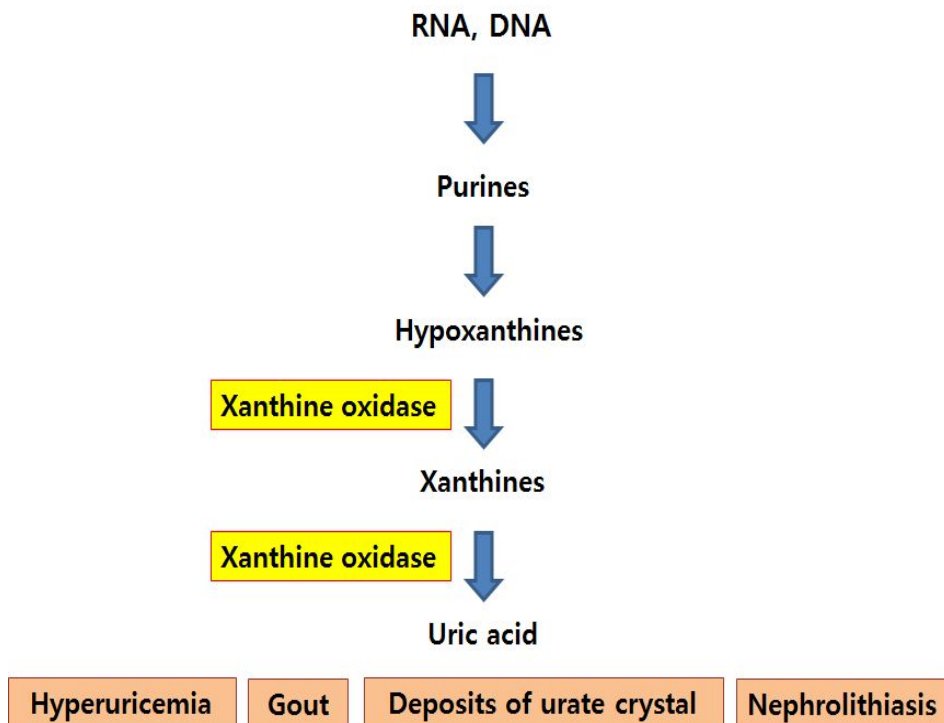 RNA, DNA
Purines
Hypoxanthines
Xanthine oxidase
Xanthines
Xanthine oxidase
Uric acid
Hyperuricemia Gout Deposits of urate crystal Nephrolithiasis